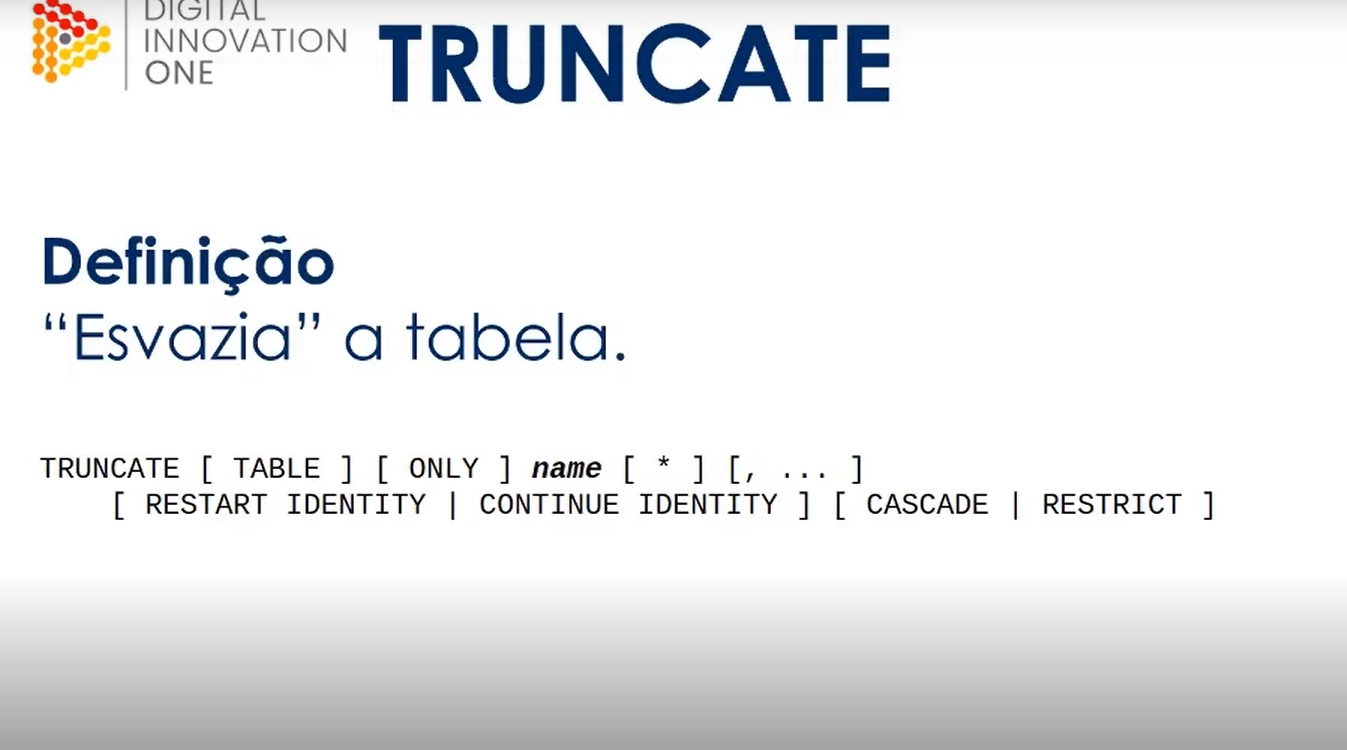 DIGITAL
INNOVATION
ONE
TRUNCATE
Definição
“Esvazia” a tabela.
TRUNCATE [ TABLE ] [ ONLY ] name [ * ] [, ... ]
[ RESTART IDENTITY | CONTINUE IDENTITY ] [ CASCADE | RESTRICT ]